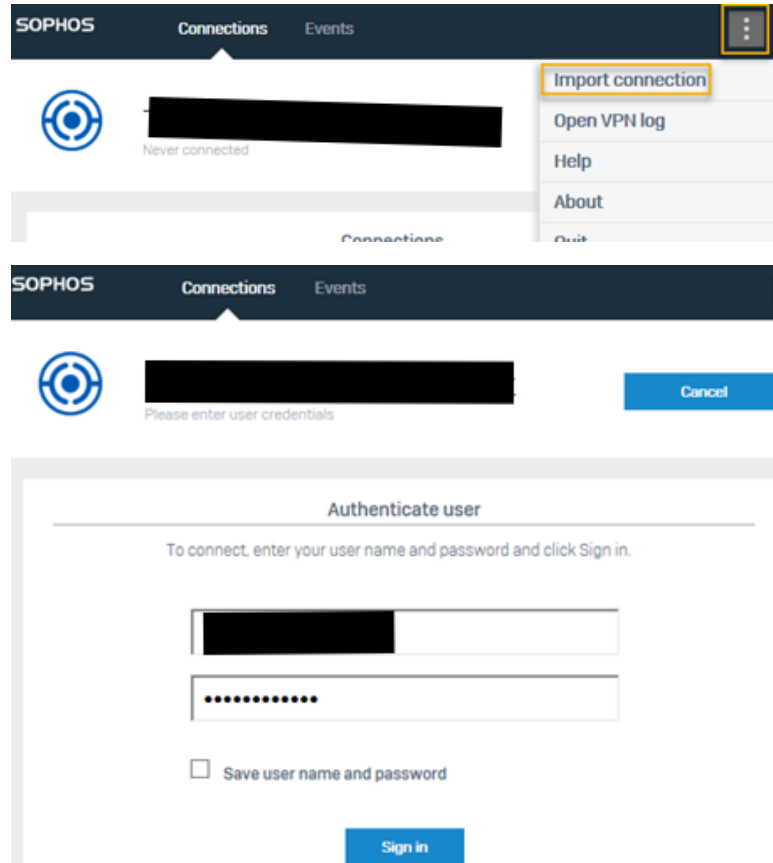 SOPHOS Connections Events
Import connection
Open VPN log
Never connected
Help
About
Connections
Quit
SOPHOS Connections Events
Cancel
Please enter user credentials
Authenticate user
To connect, enter your user name and password and click Sign in.
••••••••••••
Save user name and password
Sign in